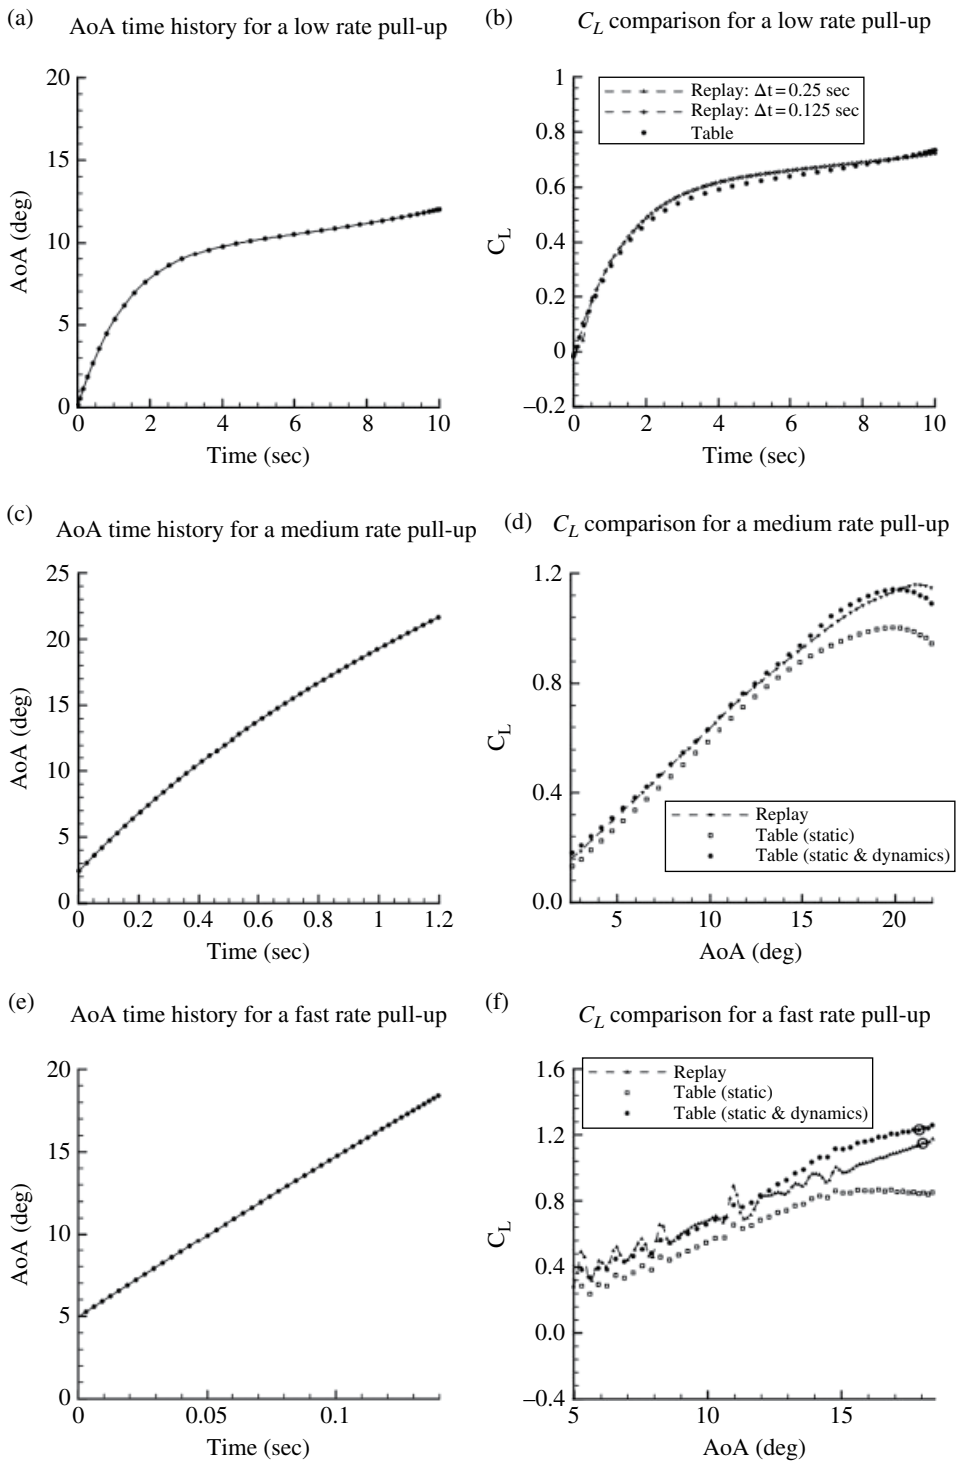 (a) AoA time history for a low rate pull-up
20
15
10
5
0
AoA (deg)
0 2 4 6 8 10
Time (sec)
(b) C_L comparison for a low rate pull-up
1
0.8
0.6
0.4
0.2
0
–0.2
C_L
Replay: Δt = 0.25 sec
Replay: Δt = 0.125 sec
Table
0 2 4 6 8 10
Time (sec)
(c) AoA time history for a medium rate pull-up
25
20
15
10
5
0
AoA (deg)
0 0.2 0.4 0.6 0.8 1 1.2
Time (sec)
(d) C_L comparison for a medium rate pull-up
1.2
0.8
0.4
0.0
C_L
Replay
Table (static)
Table (static & dynamics)
5 10 15 20
AoA (deg)
(e) AoA time history for a fast rate pull-up
20
15
10
5
0
AoA (deg)
0 0.05 0.1
Time (sec)
(f) C_L comparison for a fast rate pull-up
1.6
1.2
0.8
0.4
0.0
–0.4
C_L
Replay
Table (static)
Table (static & dynamics)
5 10 15
AoA (deg)